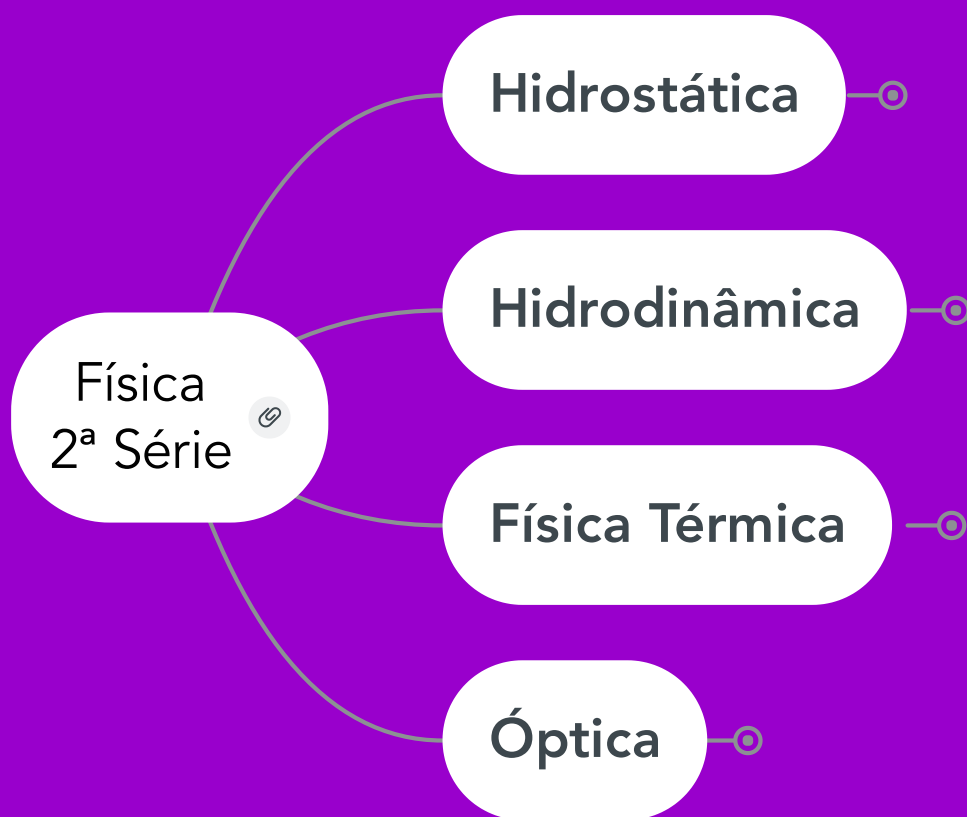 Hidrostática
Hidrodinâmica
Física
2ª Série
Física Térmica
Óptica